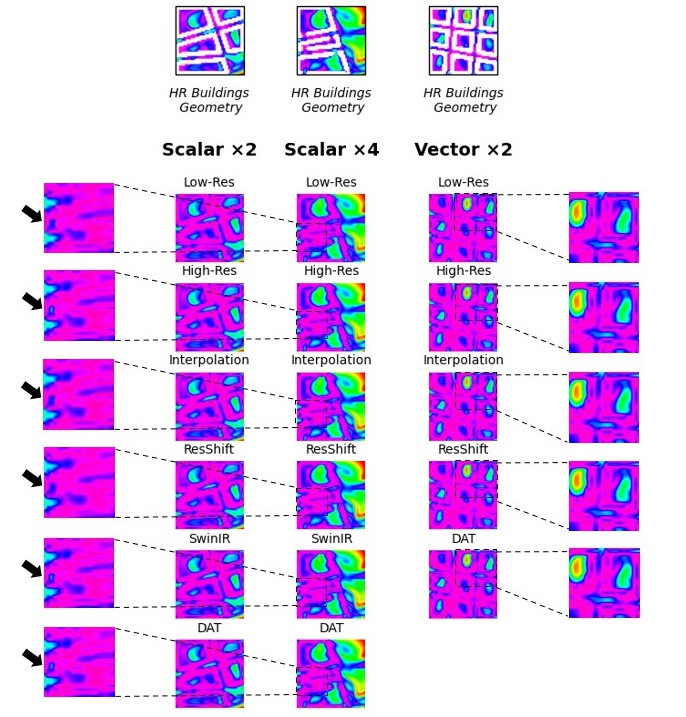 HR Buildings HR Buildings HR Buildings
Geometry Geometry Geometry
Scalar ×2 Scalar ×4 Vector ×2
Low-Res Low-Res Low-Res
High-Res High-Res High-Res
Interpolation Interpolation Interpolation
ResShift ResShift ResShift
SwinIR SwinIR DAT
DAT DAT